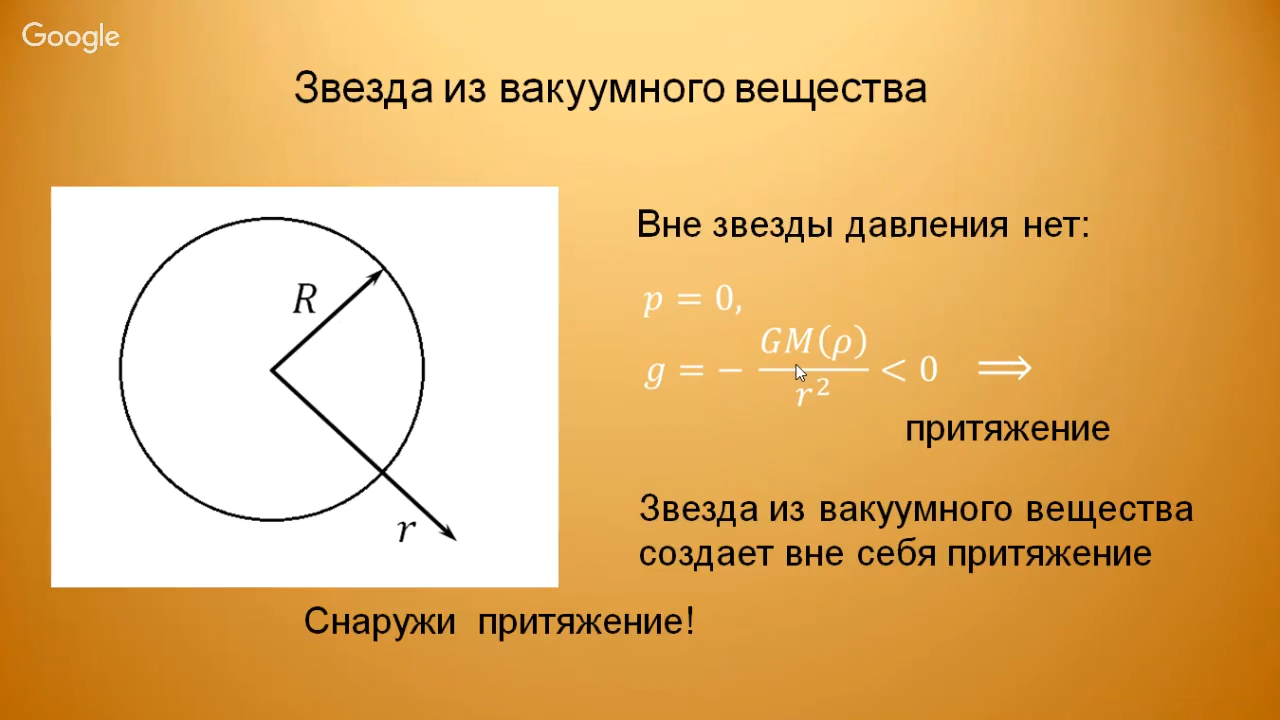 Google
Звезда из вакуумного вещества
R
r
Вне звезды давления нет:
p = 0,
g = − GM(ρ) / r² < 0 ⟹
притяжение
Звезда из вакуумного вещества
создает вне себя притяжение
Снаружи притяжение!